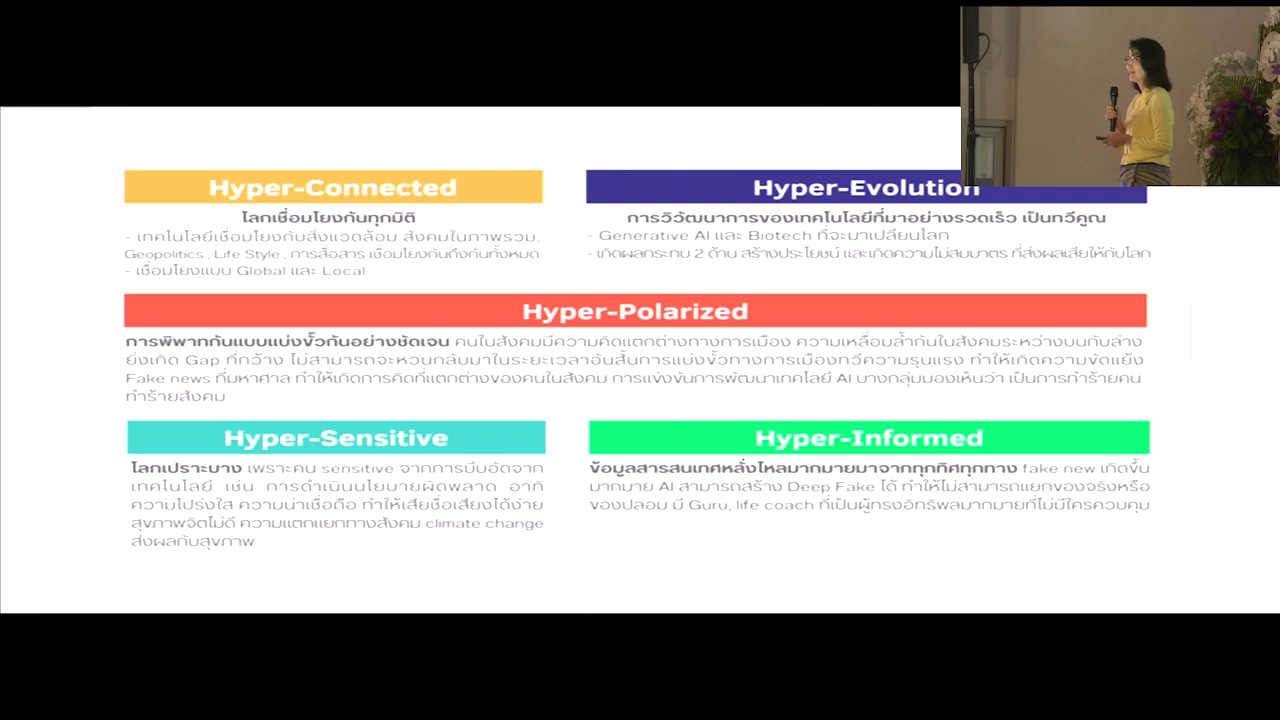 Hyper-Connected
โลกเชื่อมโยงกันทุกมิติ
- เทคโนโลยีเชื่อมโยงกับสิ่งแวดล้อม สังคมในภาพรวม,
Geopolitics , Life Style , การสื่อสาร เชื่อมโยงกันถึงกันทั้งหมด
- เชื่อมโยงแบบ Global และ Local
Hyper-Evolution
การวิวัฒนาการของเทคโนโลยีที่มาอย่างรวดเร็ว เป็นทวีคูณ
- Generative AI และ Biotech ที่จะมาเปลี่ยนโลก
- เกิดผลกระทบ 2 ด้าน สร้างประโยชน์ และเกิดความไม่สมมาตร ที่ส่งผลเสียให้กับโลก
Hyper-Polarized
การพิพากกันแบบแบ่งขั้วกันอย่างชัดเจน คนในสังคมมีความคิดแตกต่างทางการเมือง ความเหลื่อมล้ำกันในสังคมระหว่างบนกับล่าง
ยิ่งเกิด Gap ที่กว้าง ไม่สามารถจะหวนกลับมาในระยะเวลาอันสั้นการแบ่งขั้วทางการเมืองทวีความรุนแรง ทำให้เกิดความขัดแย้ง
Fake news ที่มหาศาล ทำให้เกิดการคิดที่แตกต่างของคนในสังคม การแข่งขันการพัฒนาเทคโลยี AI บางกลุ่มมองเห็นว่า เป็นการทำร้ายคน
ทำร้ายสังคม
Hyper-Sensitive
โลกเปราะบาง เพราะคน sensitive จากการบีบอัดจาก
เทคโนโลยี เช่น การดำเนินนโยบายผิดพลาด อาทิ
ความโปร่งใส ความน่าเชื่อถือ ทำให้เสียชื่อเสียงได้ง่าย
สุขภาพจิตไม่ดี ความแตกแยกทางสังคม climate change
ส่งผลกับสุขภาพ
Hyper-Informed
ข้อมูลสารสนเทศหลั่งไหลมากมายมาจากทุกทิศทุกทาง fake new เกิดขึ้น
มากมาย AI สามารถสร้าง Deep Fake ได้ ทำให้ไม่สามารถแยกของจริงหรือ
ของปลอม มี Guru, life coach ที่เป็นผู้ทรงอิทธิพลมากมายที่ไม่มีใครควบคุม